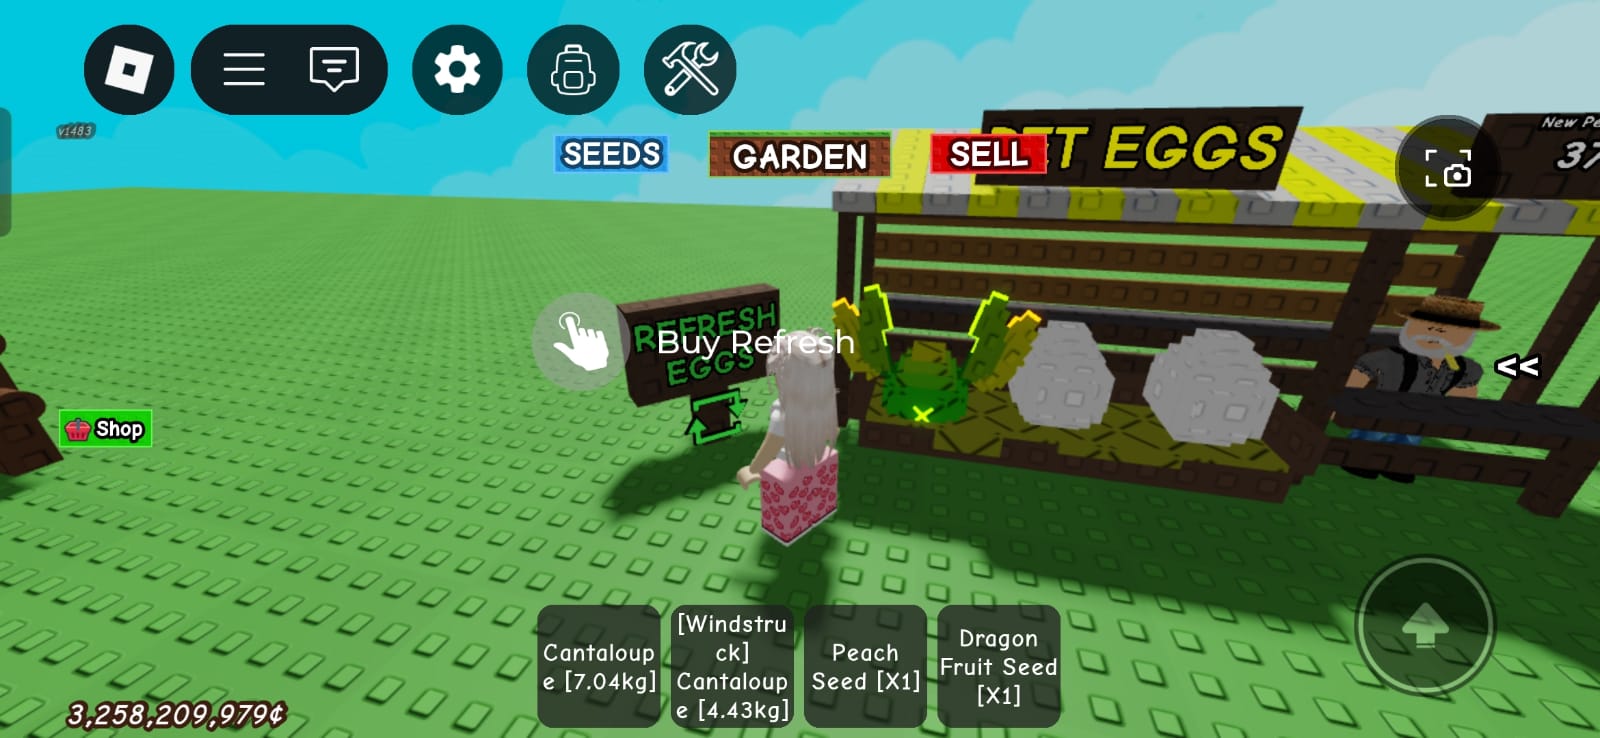 v1483
SEEDS
GARDEN
SELL
EGGS
New
37
REFRESH
EGGS
Buy Refresh
<<
Shop
Cantaloup
e [7.04kg]
[Windstru
ck]
Cantaloup
e [4.43kg]
Peach
Seed [X1]
Dragon
Fruit Seed
[X1]
3,258,209,979¢